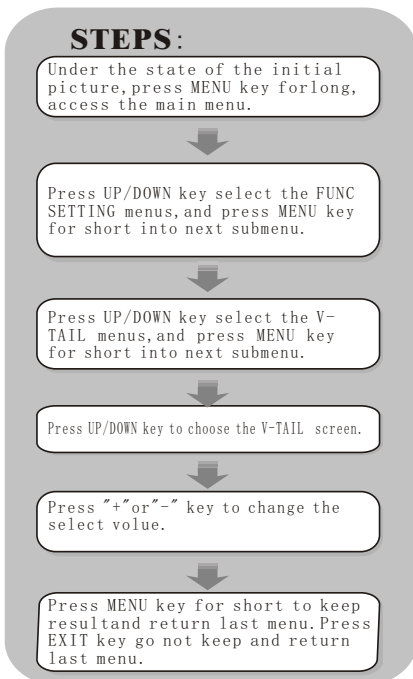 STEPS:
Under the state of the initial
picture,press MENU key forlong,
access the main menu.
Press UP/DOWN key select the FUNC
SETTING menus,and press MENU key
for short into next submenu.
Press UP/DOWN key select the V-
TAIL menus,and press MENU key
for short into next submenu.
Press UP/DOWN key to choose the V-TAIL screen.
Press "+"or"-" key to change the
select volue.
Press MENU key for short to keep
resultand return last menu.Press
EXIT key go not keep and return
last menu.